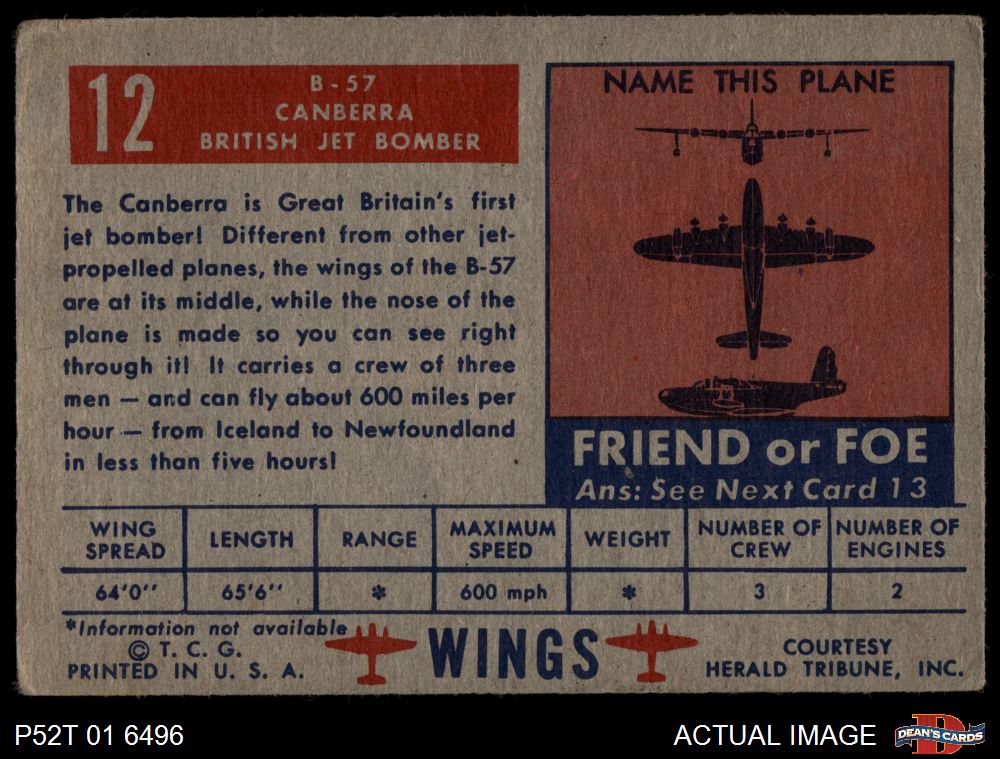 12
B-57
CANBERRA
BRITISH JET BOMBER
The Canberra is Great Britain's first
jet bomber! Different from other jet-
propelled planes, the wings of the B-57
are at its middle, while the nose of the
plane is made so you can see right
through it! It carries a crew of three
men — and can fly about 600 miles per
hour — from Iceland to Newfoundland
in less than five hours!
NAME THIS PLANE
FRIEND or FOE
Ans: See Next Card 13
WING SPREAD LENGTH RANGE MAXIMUM SPEED WEIGHT NUMBER OF CREW NUMBER OF ENGINES
64'0" 65'6" * 600 mph * 3 2
*Information not available
© T. C. G.
PRINTED IN U. S. A.
WINGS
COURTESY
HERALD TRIBUNE, INC.
P52T 01 6496
ACTUAL IMAGE
DEAN'S CARDS